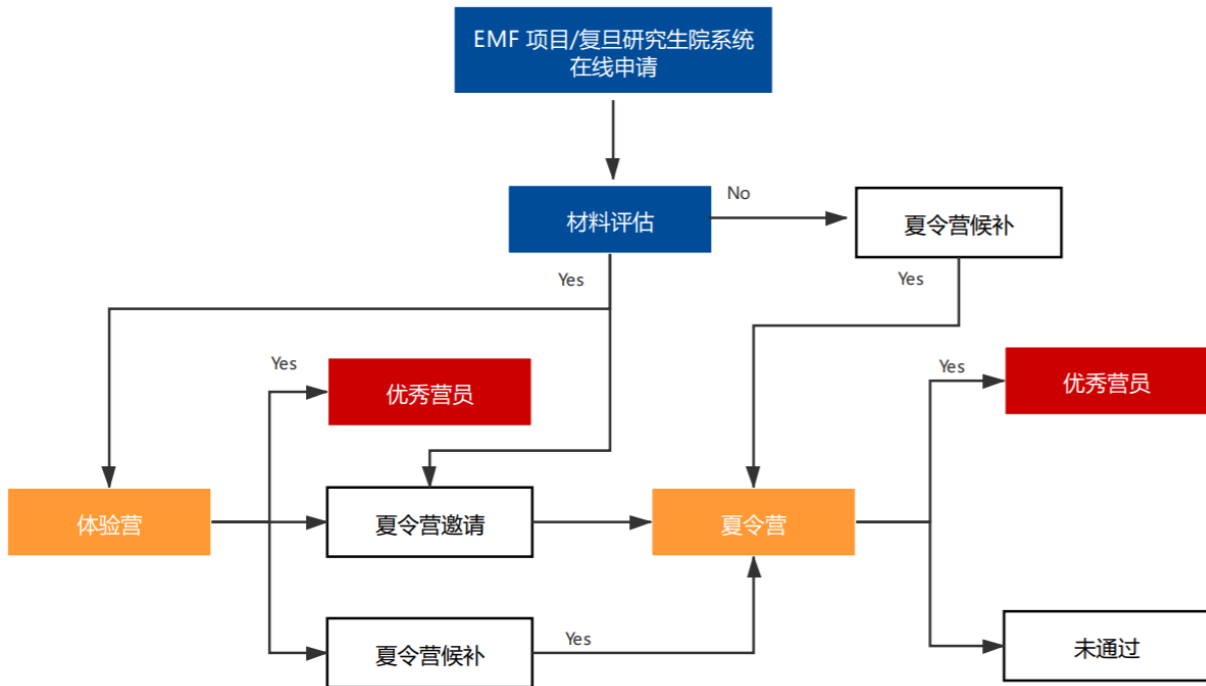 EMF 项目/复旦研究生院系统
在线申请
材料评估
No
夏令营候补
Yes
Yes
Yes
优秀营员
Yes
优秀营员
体验营
夏令营邀请
夏令营
夏令营候补
Yes
未通过